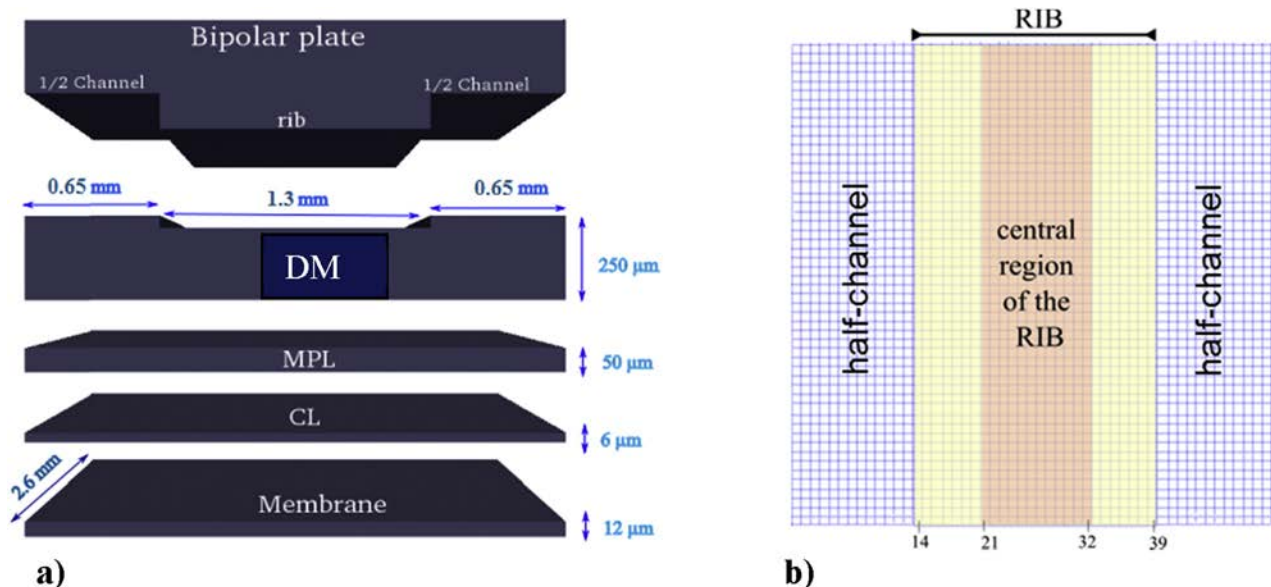 Bipolar plate
1/2 Channel
1/2 Channel
rib
0.65 mm
1.3 mm
0.65 mm
DM
250 μm
MPL
50 μm
CL
6 μm
2.6 mm
Membrane
12 μm
a)
RIB
half-channel
central
region
of the
RIB
half-channel
14
21
32
39
b)